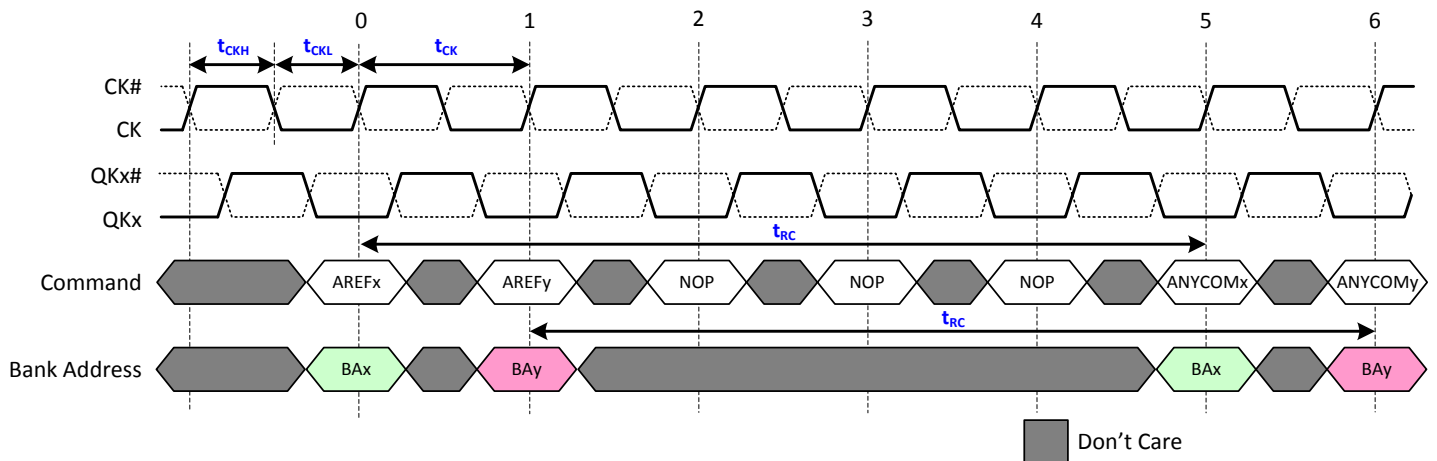 0 1 2 3 4 5 6
tCKH tCKL tCK
CK#
CK
QKx#
QKx
tRC
Command AREFx AREFy NOP NOP NOP ANYCOMx ANYCOMy
tRC
Bank Address BAx BAy BAx BAy
Don't Care